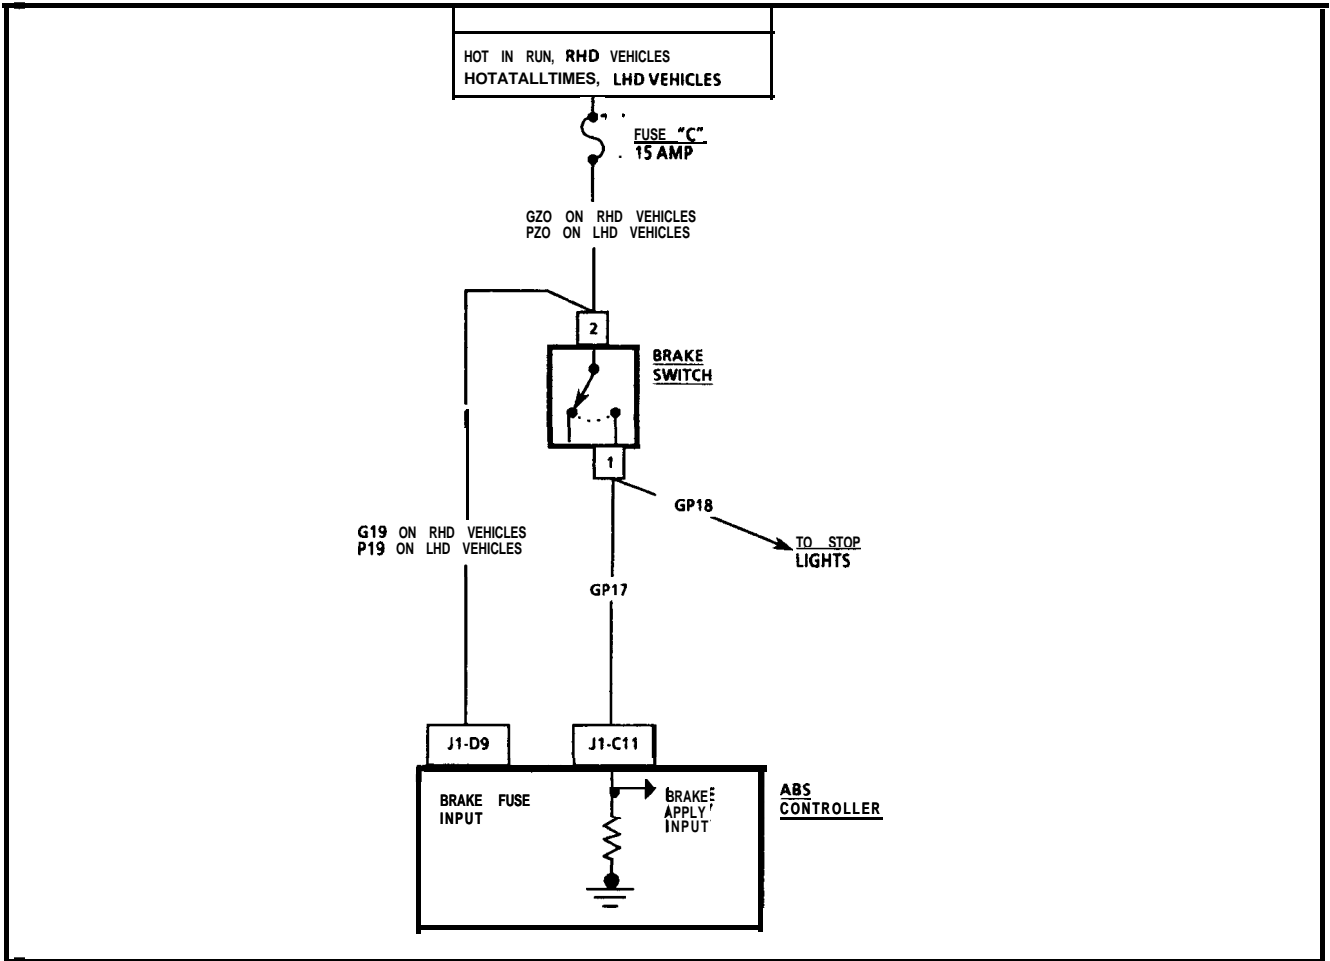 HOT IN RUN, RHD VEHICLES
HOTATALLTIMES, LHD VEHICLES
FUSE "C"
15 AMP
GZO ON RHD VEHICLES
PZO ON LHD VEHICLES
2
BRAKE
SWITCH
1
GP18
TO STOP
LIGHTS
G19 ON RHD VEHICLES
P19 ON LHD VEHICLES
GP17
J1-D9
J1-C11
BRAKE FUSE
INPUT
BRAKE
APPLY
INPUT
ABS
CONTROLLER